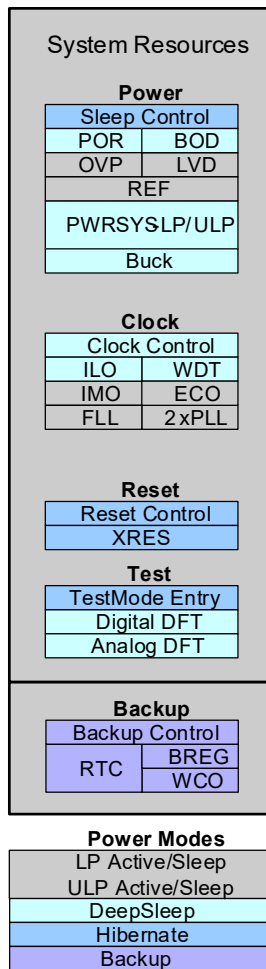 System Resources
Power
Sleep Control
POR BOD
OVP LVD
REF
PWRSYS-LP/ULP
Buck
Clock
Clock Control
ILO WDT
IMO ECO
FLL 2xPLL
Reset
Reset Control
XRES
Test
TestMode Entry
Digital DFT
Analog DFT
Backup
Backup Control
RTC BREG
WCO
Power Modes
LP Active/Sleep
ULP Active/Sleep
DeepSleep
Hibernate
Backup